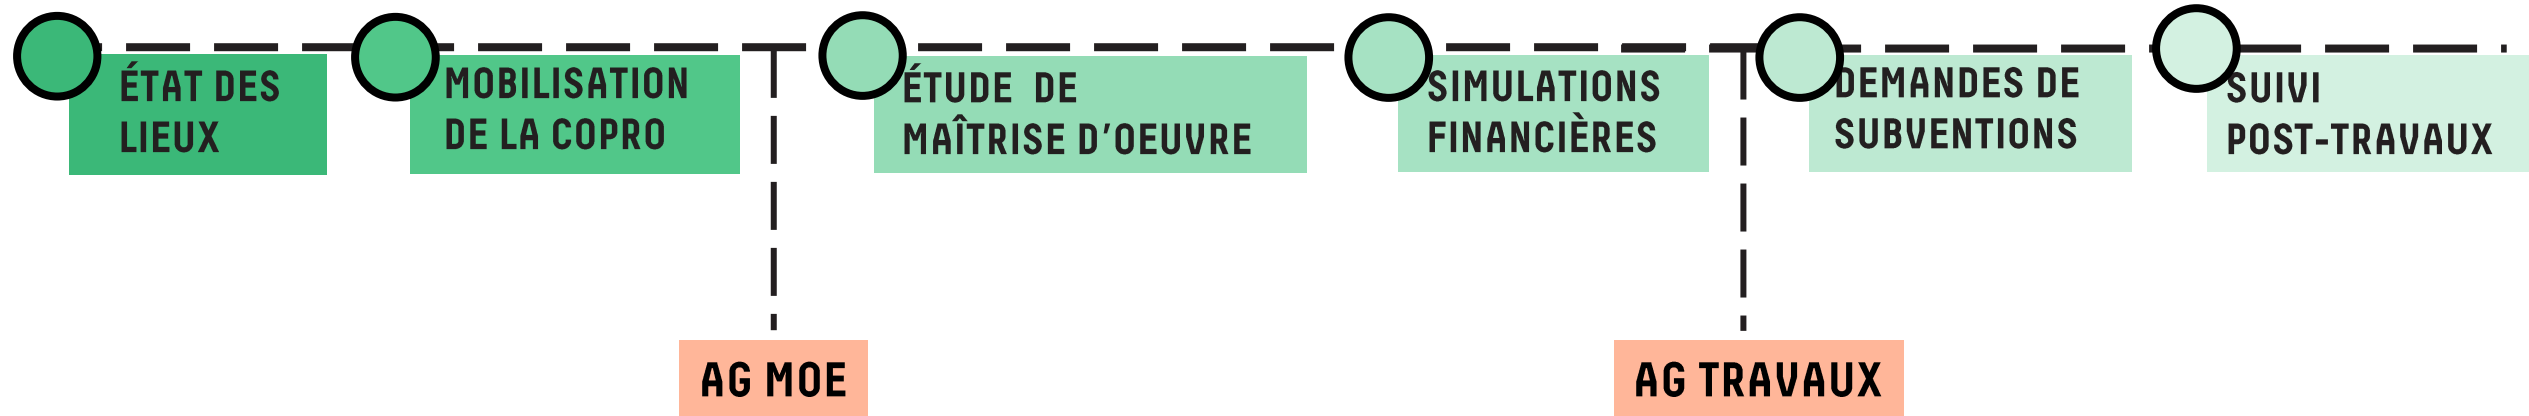 ÉTAT DES
LIEUX
MOBILISATION
DE LA COPRO
ÉTUDE DE
MAÎTRISE D'OEUVRE
SIMULATIONS
FINANCIÈRES
DEMANDES DE
SUBVENTIONS
SUIVI
POST-TRAVAUX
AG MOE
AG TRAVAUX